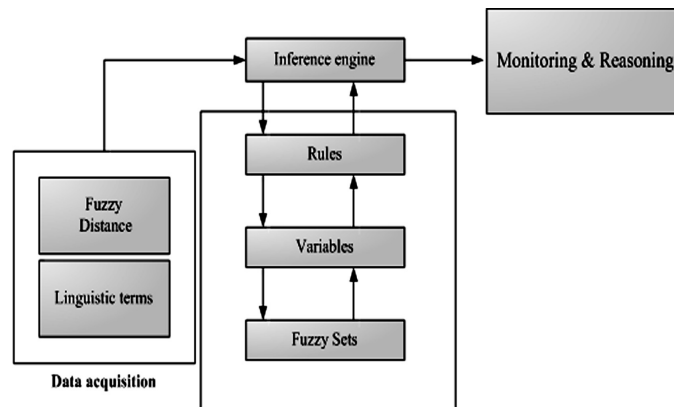 Inference engine
Monitoring & Reasoning
Rules
Fuzzy
Distance
Variables
Linguistic terms
Fuzzy Sets
Data acquisition